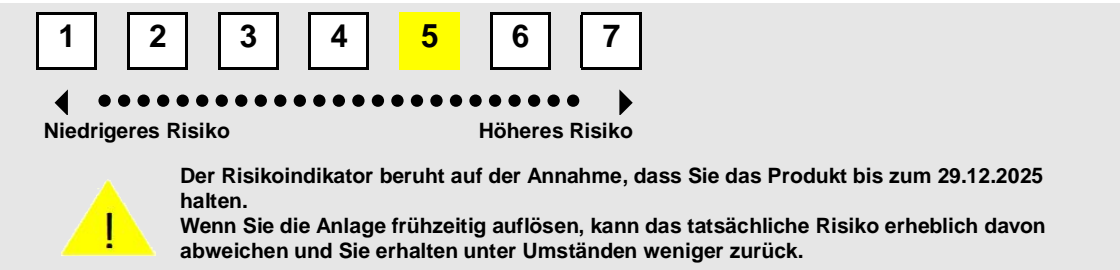 1 2 3 4 5 6 7
Niedrigeres Risiko Höheres Risiko
Der Risikoindikator beruht auf der Annahme, dass Sie das Produkt bis zum 29.12.2025
halten.
Wenn Sie die Anlage frühzeitig auflösen, kann das tatsächliche Risiko erheblich davon
abweichen und Sie erhalten unter Umständen weniger zurück.
!